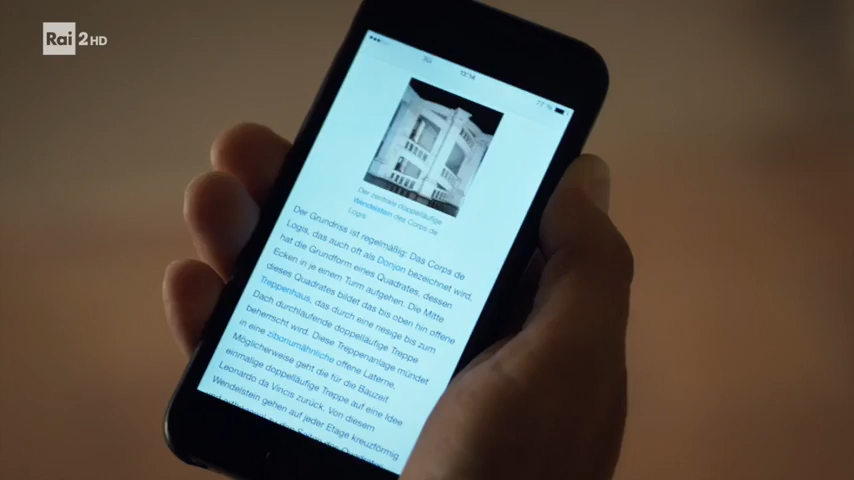 Rai 2HD
3G
13:14
77 %
Der zentrale doppelläufige
Wendelstein des Corps de
Logis
Der Grundriss ist regelmäßig: Das Corps de
Logis, das auch oft als Donjon bezeichnet wird,
hat die Grundform eines Quadrates, dessen
Ecken in je einem Turm aufgehen. Die Mitte
dieses Quadrates bildet das bis oben hin offene
Treppenhaus, das durch eine riesige bis zum
Dach durchlaufende doppelläufige Treppe
beherrscht wird. Diese Treppenanlage mündet
in eine ziboriumähnliche offene Laterne.
Möglicherweise geht die für die Bauzeit
einmalige doppelläufige Treppe auf eine Idee
Leonardo da Vincis zurück. Von diesem
Wendelstein gehen auf jeder Etage kreuzförmig